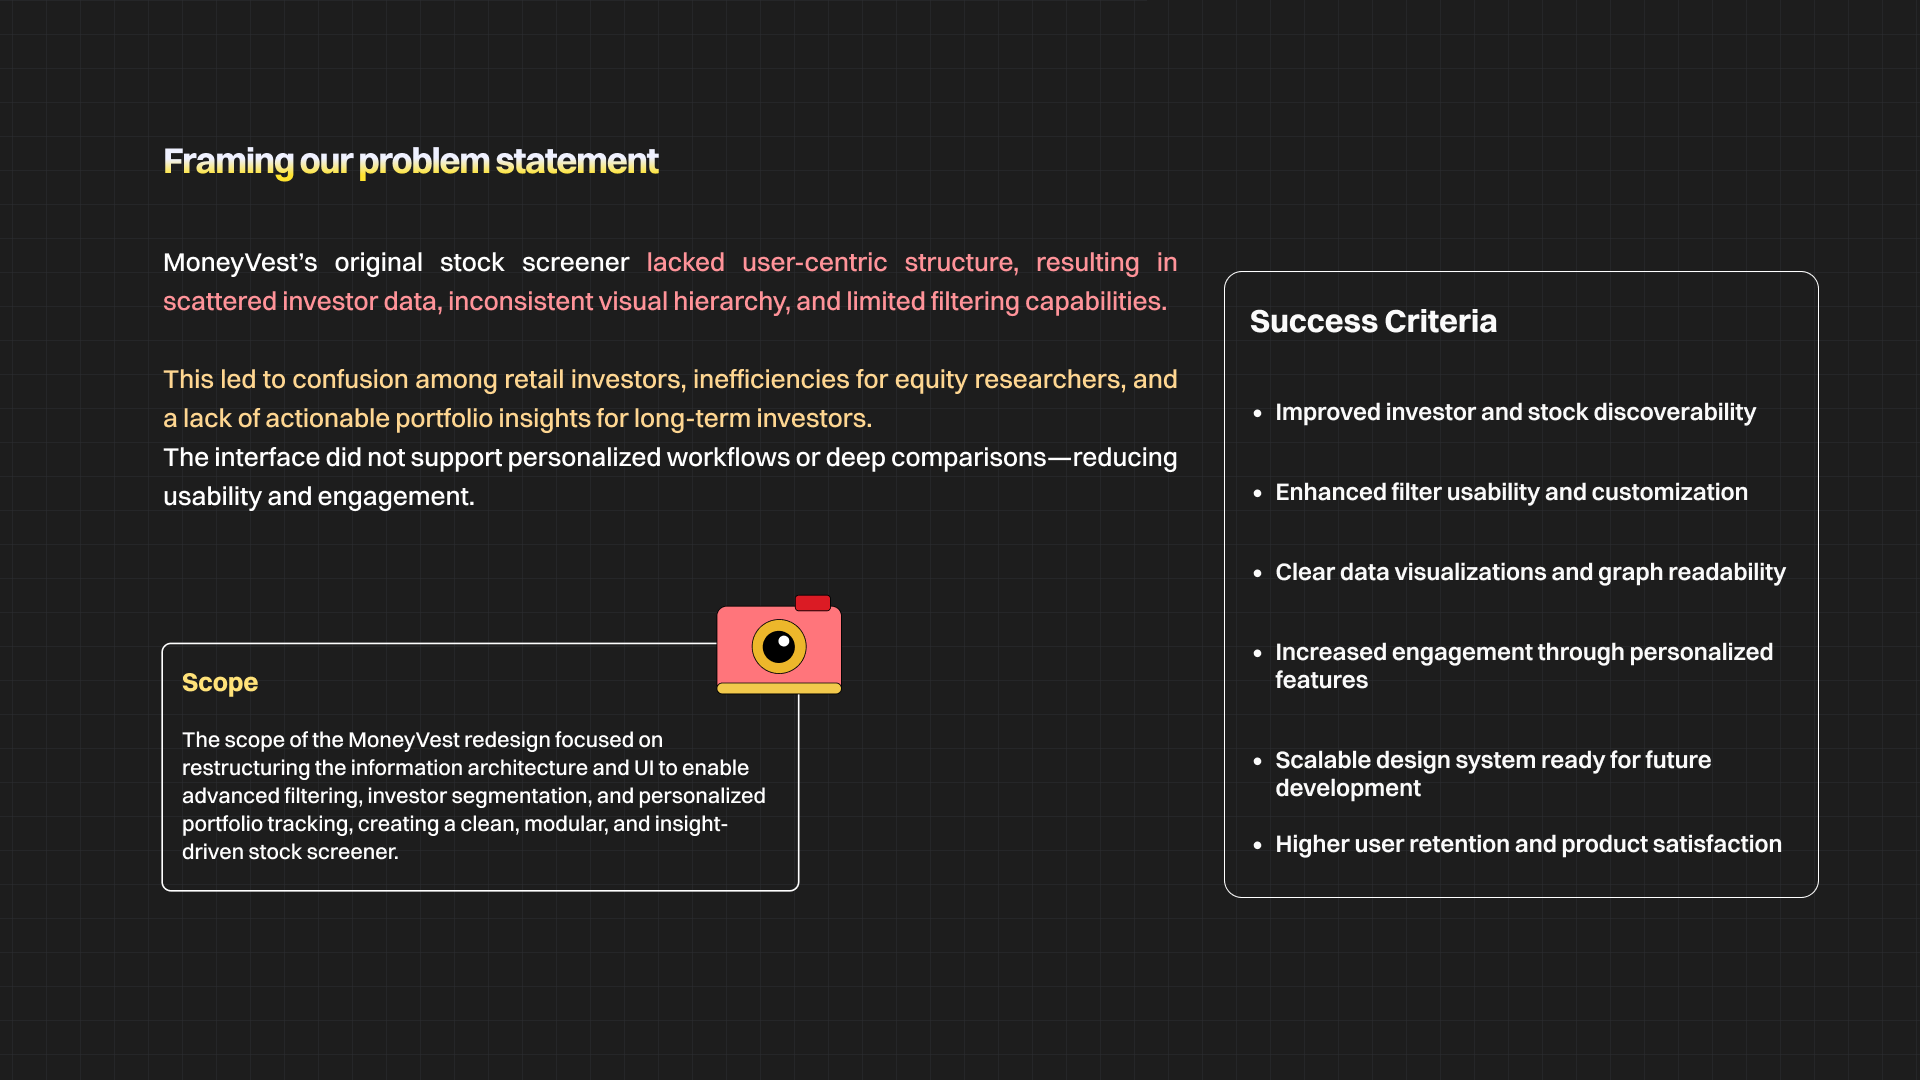 Framing our problem statement
MoneyVest’s original stock screener lacked user-centric structure, resulting in
scattered investor data, inconsistent visual hierarchy, and limited filtering capabilities.
This led to confusion among retail investors, inefficiencies for equity researchers, and
a lack of actionable portfolio insights for long-term investors.
The interface did not support personalized workflows or deep comparisons—reducing
usability and engagement.
Scope
The scope of the MoneyVest redesign focused on
restructuring the information architecture and UI to enable
advanced filtering, investor segmentation, and personalized
portfolio tracking, creating a clean, modular, and insight-
driven stock screener.
Success Criteria
• Improved investor and stock discoverability
• Enhanced filter usability and customization
• Clear data visualizations and graph readability
• Increased engagement through personalized
features
• Scalable design system ready for future
development
• Higher user retention and product satisfaction